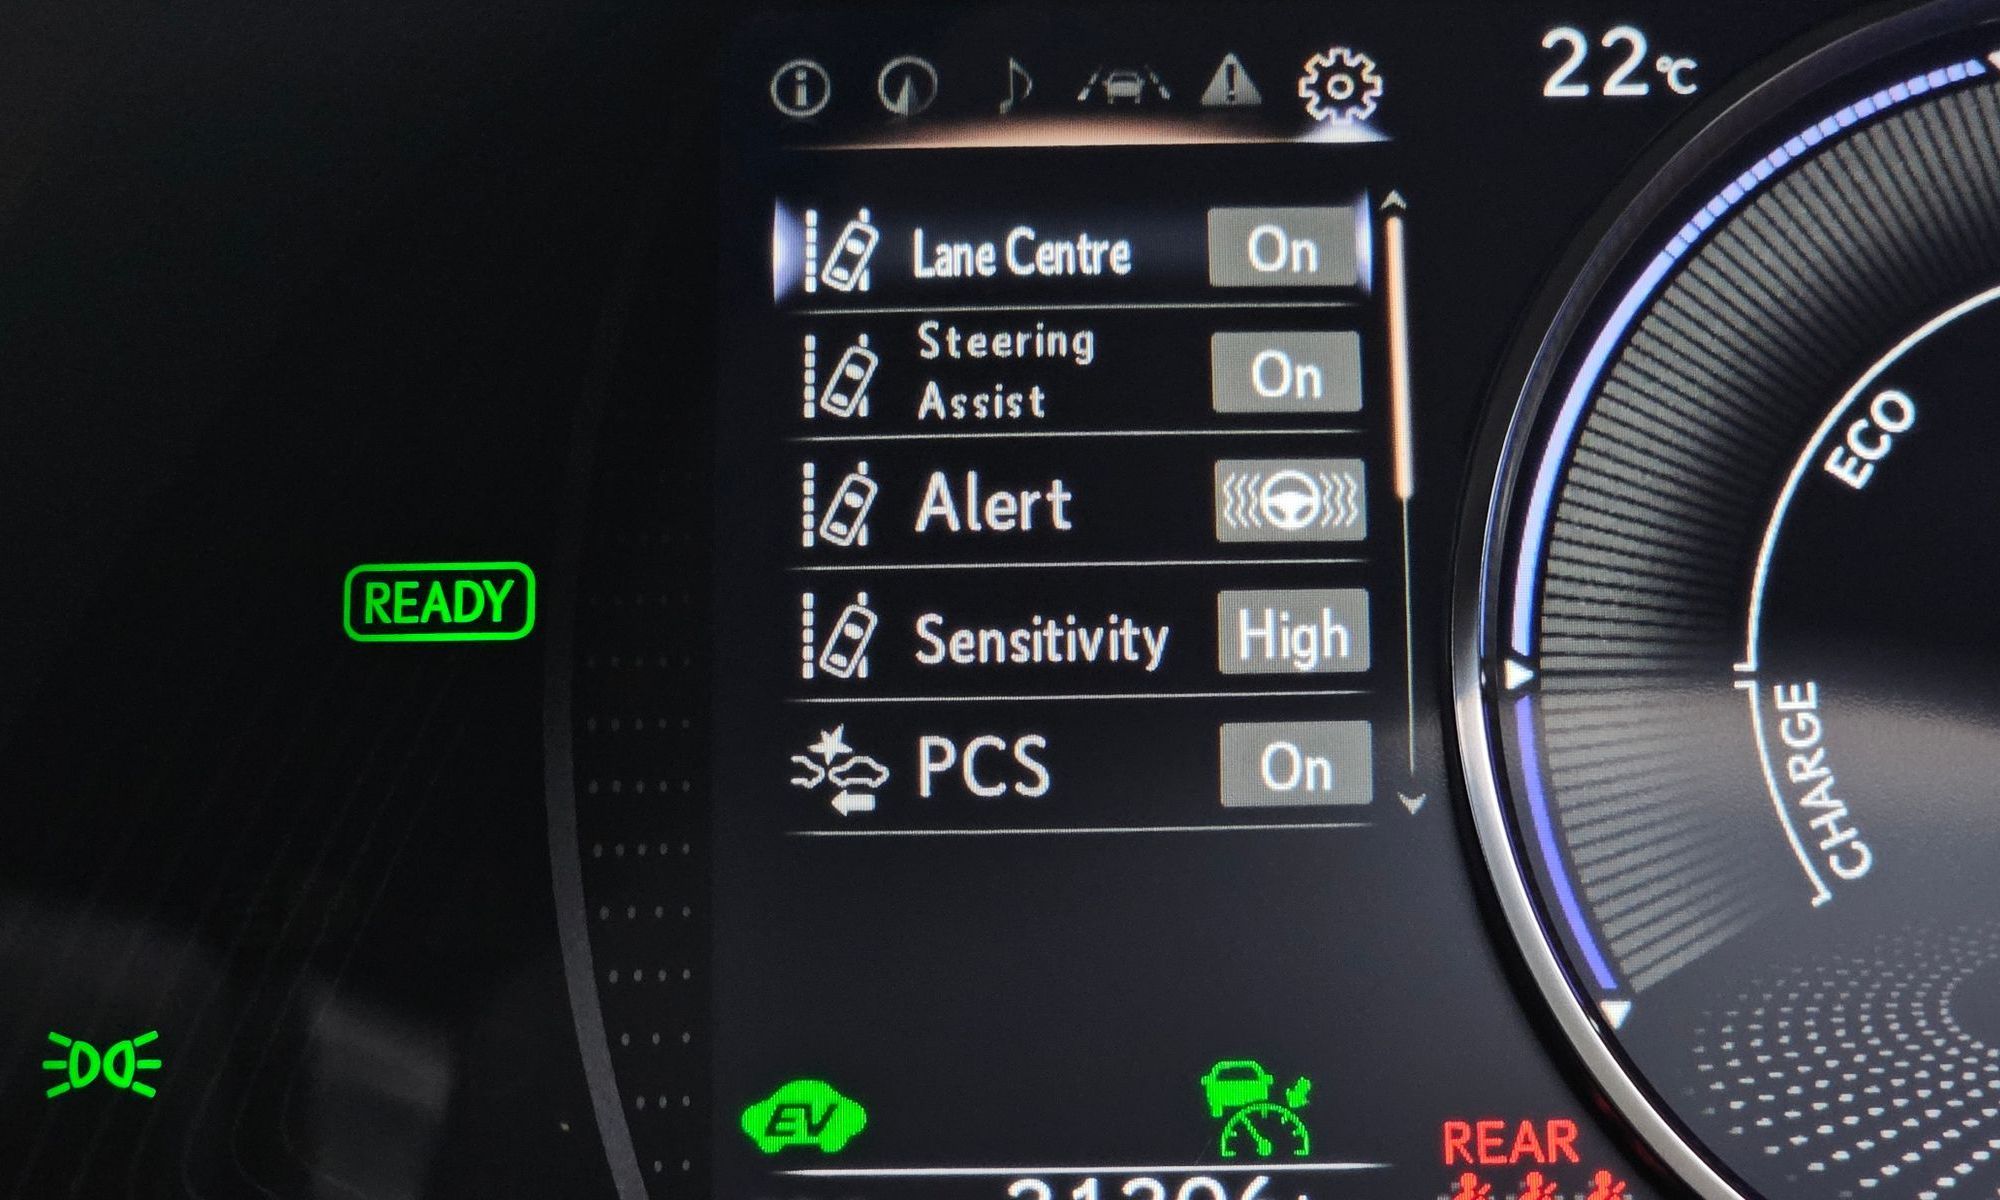 22°C
Lane Centre On
Steering
Assist
On
Alert
Sensitivity High
PCS On
READY
ECO
CHARGE
EV
REAR